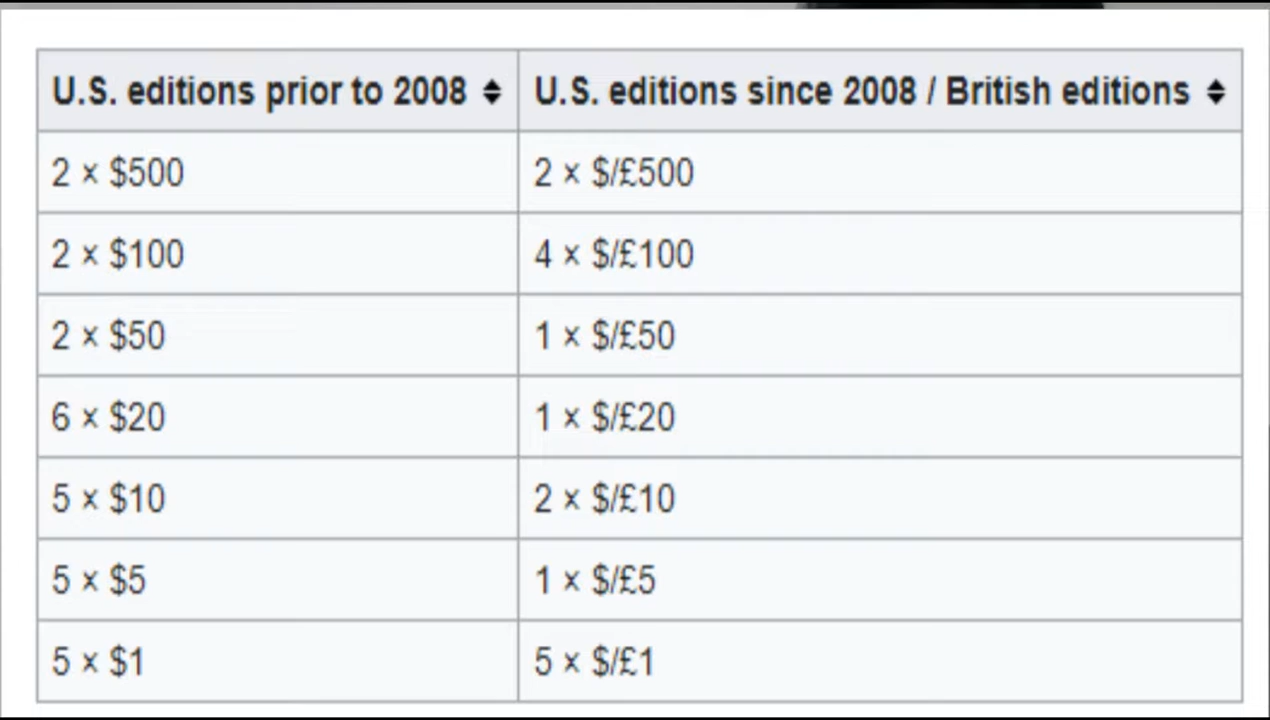 U.S. editions prior to 2008 U.S. editions since 2008 / British editions
2 × $500 2 × $/£500
2 × $100 4 × $/£100
2 × $50 1 × $/£50
6 × $20 1 × $/£20
5 × $10 2 × $/£10
5 × $5 1 × $/£5
5 × $1 5 × $/£1